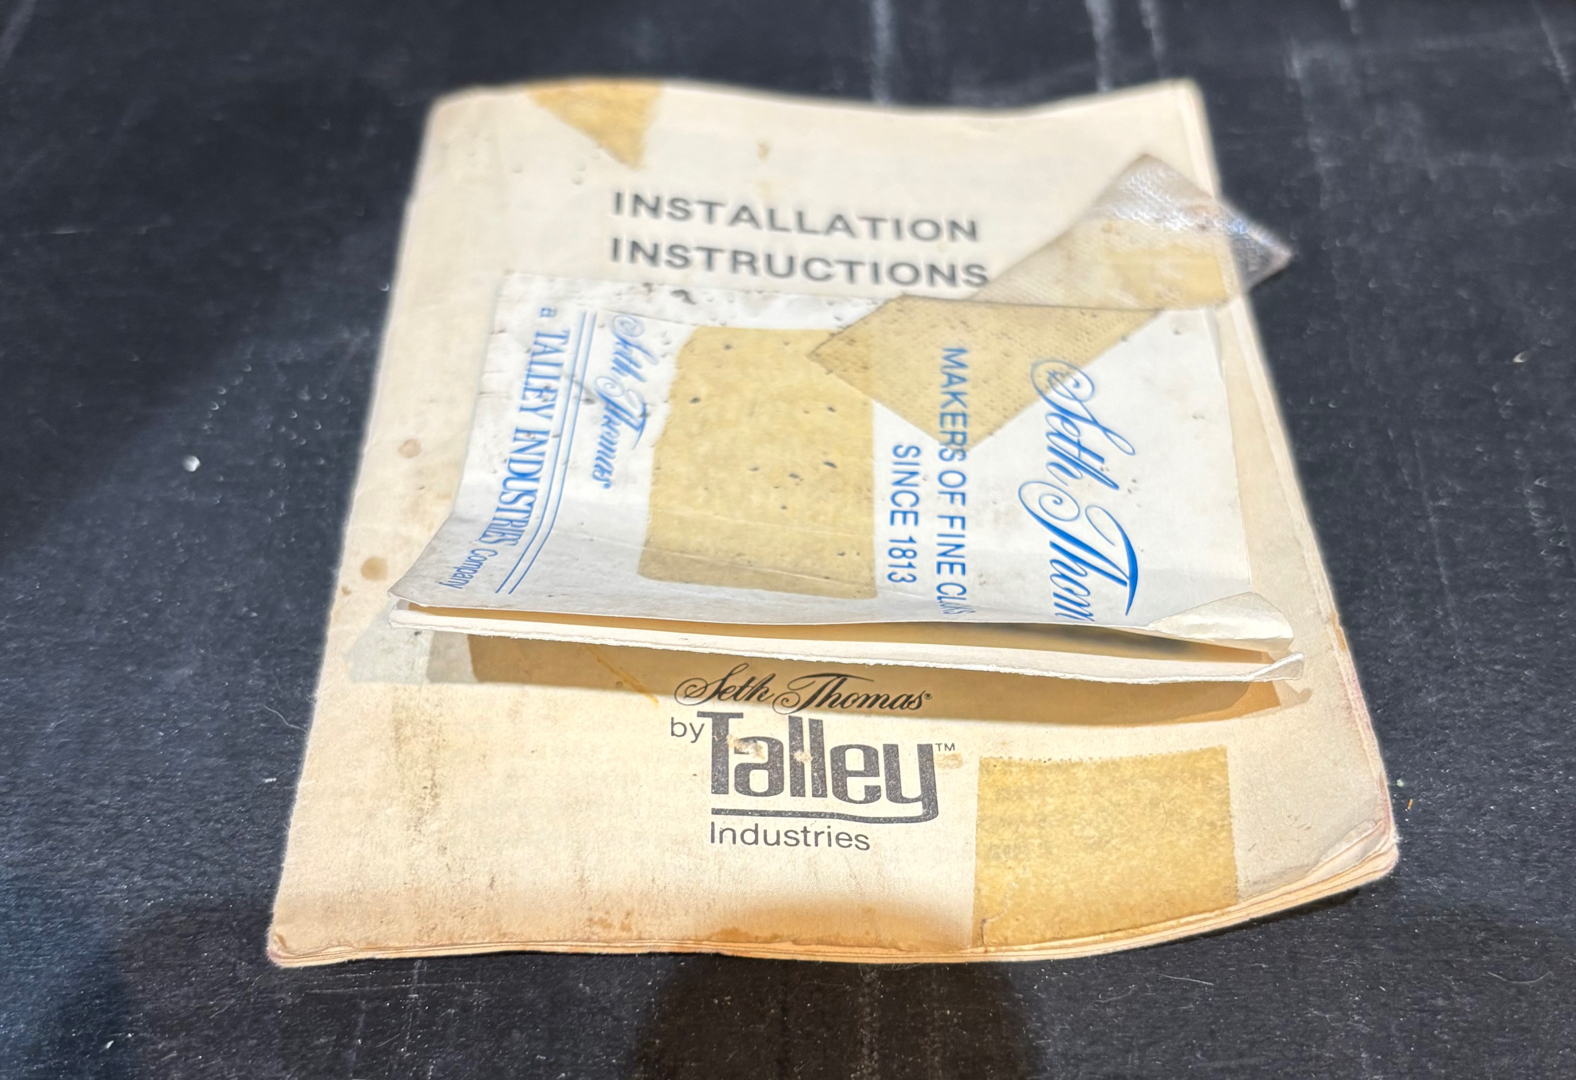 INSTALLATION
INSTRUCTIONS
Seth Thom
MAKERS OF FINE CL
SINCE 1813
Seth Thomas®
a TALLEY INDUSTRIES Company
Seth Thomas®
by Talley™
Industries